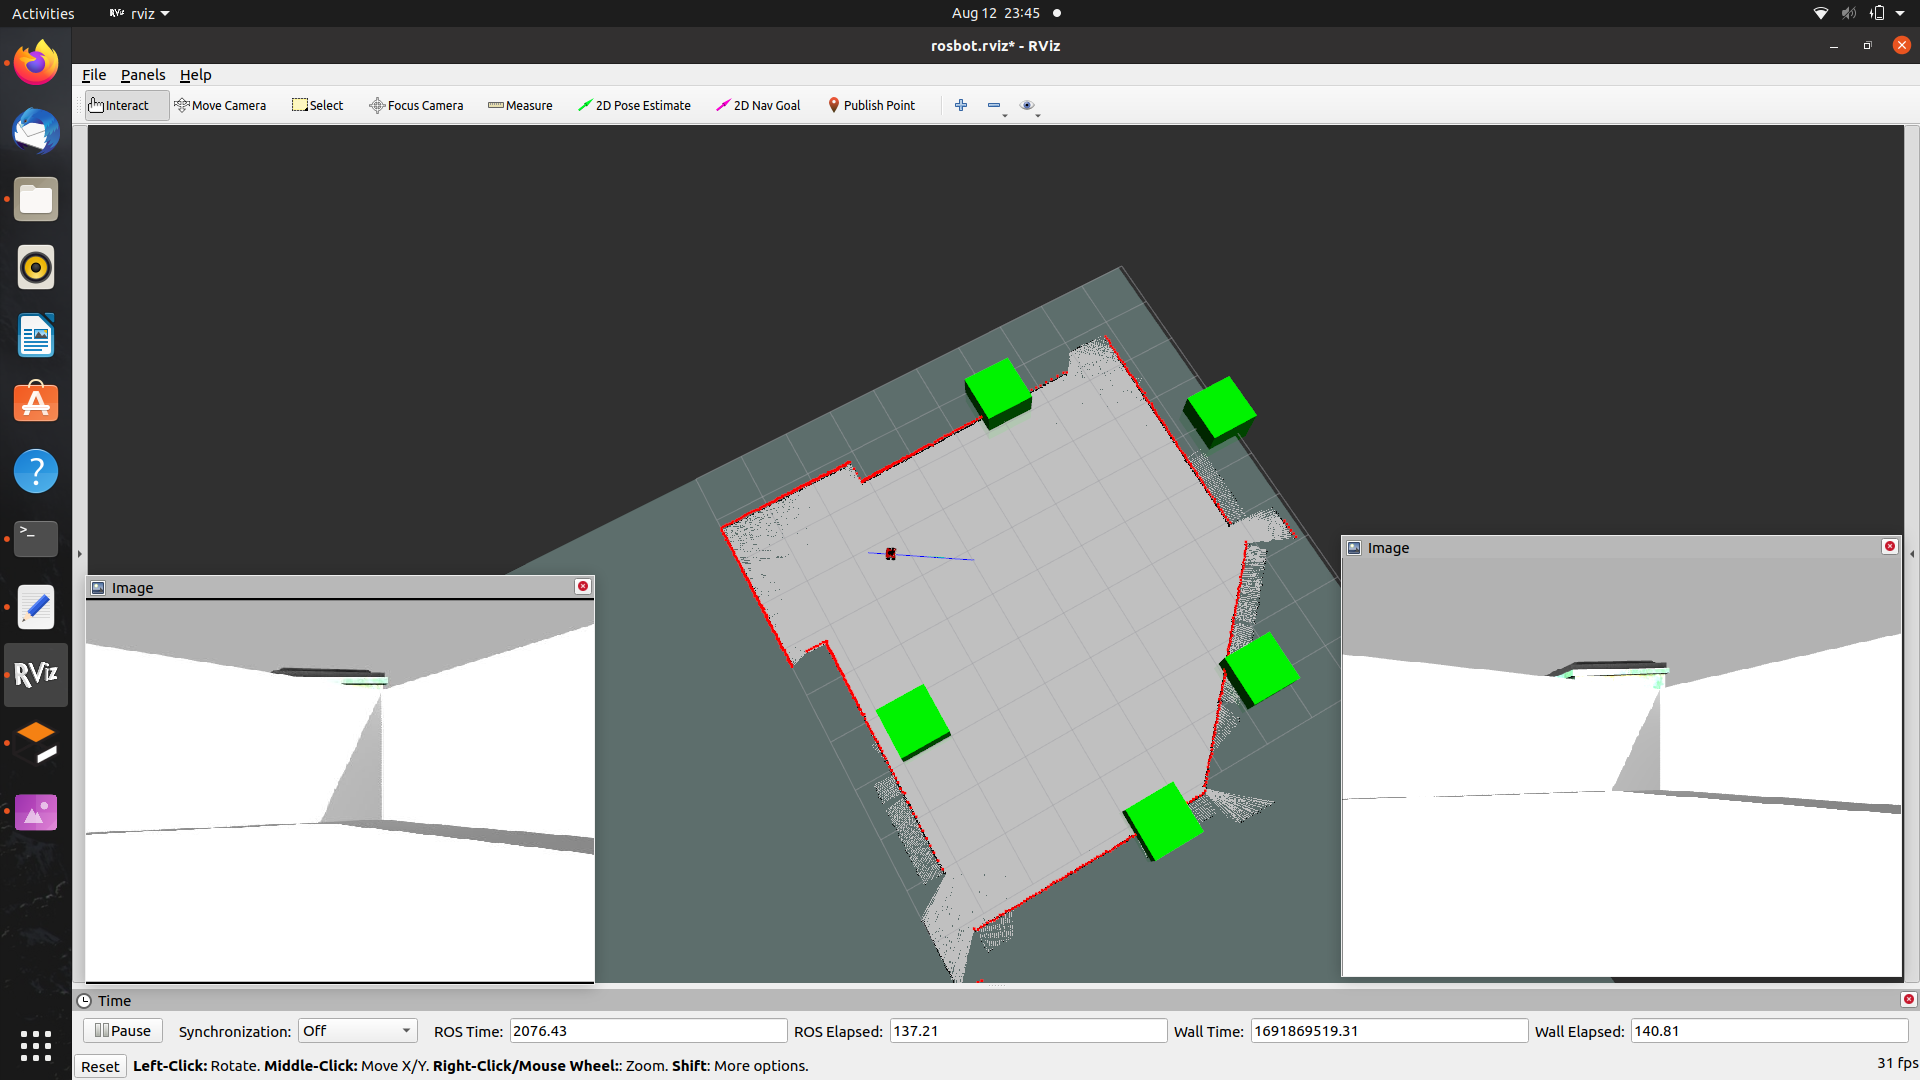 Activities
RViz rviz
Aug 12 23:45
rosbot.rviz* - RViz
File Panels Help
Interact Move Camera Select Focus Camera Measure 2D Pose Estimate 2D Nav Goal Publish Point
Image
Image
RViz
Time
Pause Synchronization: Off ROS Time: 2076.43 ROS Elapsed: 137.21 Wall Time: 1691869519.31 Wall Elapsed: 140.81
Reset Left-Click: Rotate. Middle-Click: Move X/Y. Right-Click/Mouse Wheel:: Zoom. Shift: More options. 31 fps